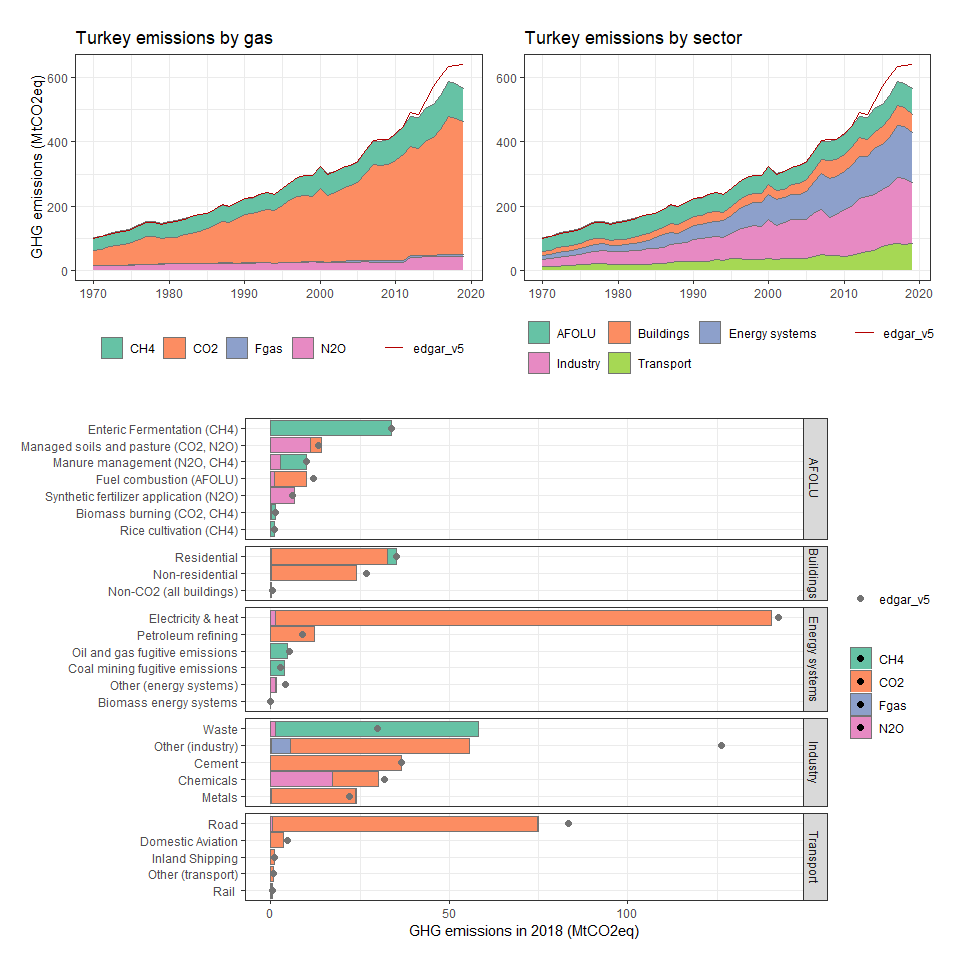 Turkey emissions by gas
Turkey emissions by sector
GHG emissions (MtCO2eq)
600
400
200
0
1970
1980
1990
2000
2010
2020
600
400
200
0
1970
1980
1990
2000
2010
2020
CH4 CO2 Fgas N2O edgar_v5
AFOLU Buildings Energy systems edgar_v5
Industry Transport
Enteric Fermentation (CH4)
Managed soils and pasture (CO2, N2O)
Manure management (N2O, CH4)
Fuel combustion (AFOLU)
Synthetic fertilizer application (N2O)
Biomass burning (CO2, CH4)
Rice cultivation (CH4)
AFOLU
Residential
Non-residential
Non-CO2 (all buildings)
Buildings
Electricity & heat
Petroleum refining
Oil and gas fugitive emissions
Coal mining fugitive emissions
Other (energy systems)
Biomass energy systems
Energy systems
Waste
Other (industry)
Cement
Chemicals
Metals
Industry
Road
Domestic Aviation
Inland Shipping
Other (transport)
Rail
Transport
0
50
100
GHG emissions in 2018 (MtCO2eq)
edgar_v5
CH4
CO2
Fgas
N2O